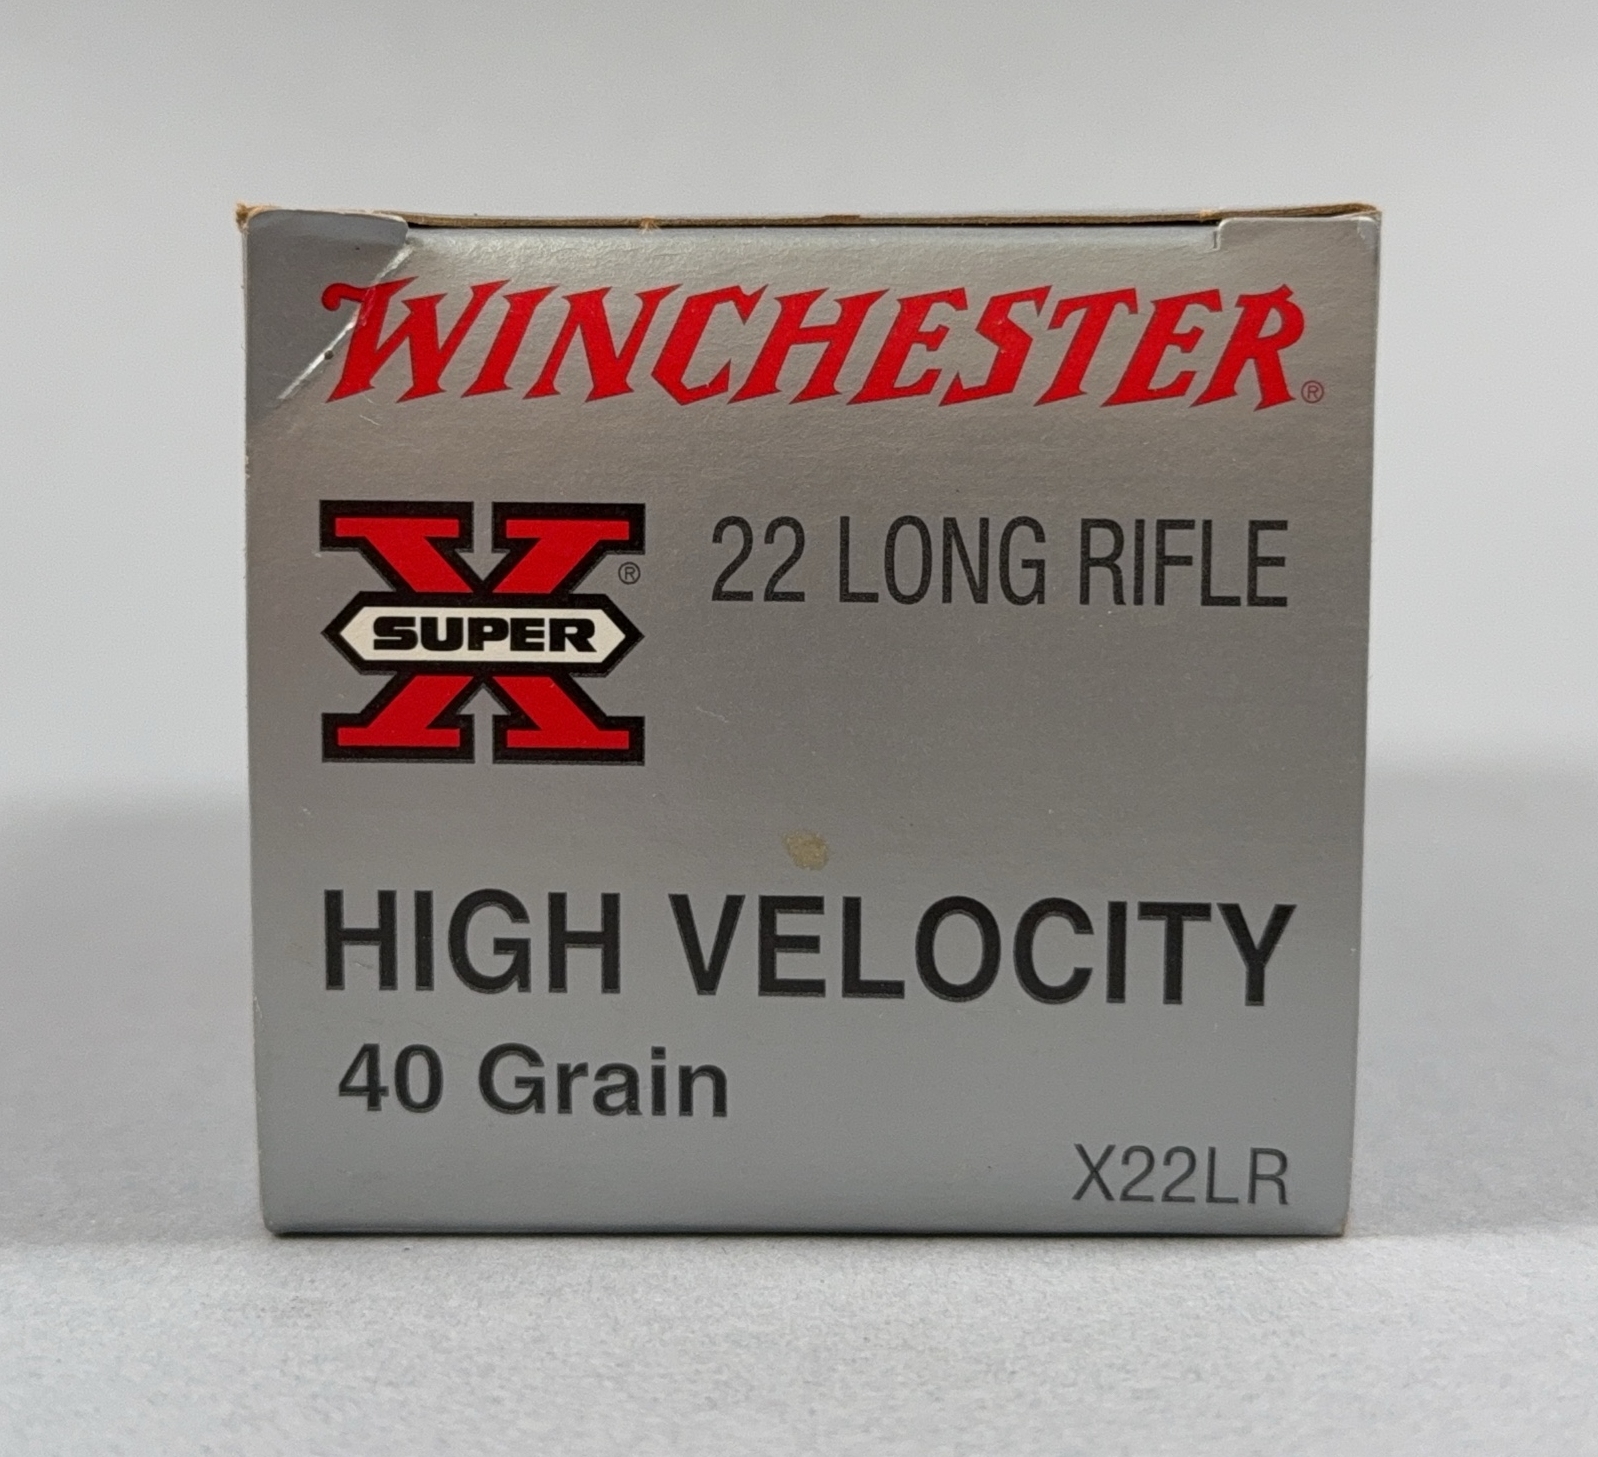 WINCHESTER®
X®
SUPER
22 LONG RIFLE
HIGH VELOCITY
40 Grain
X22LR